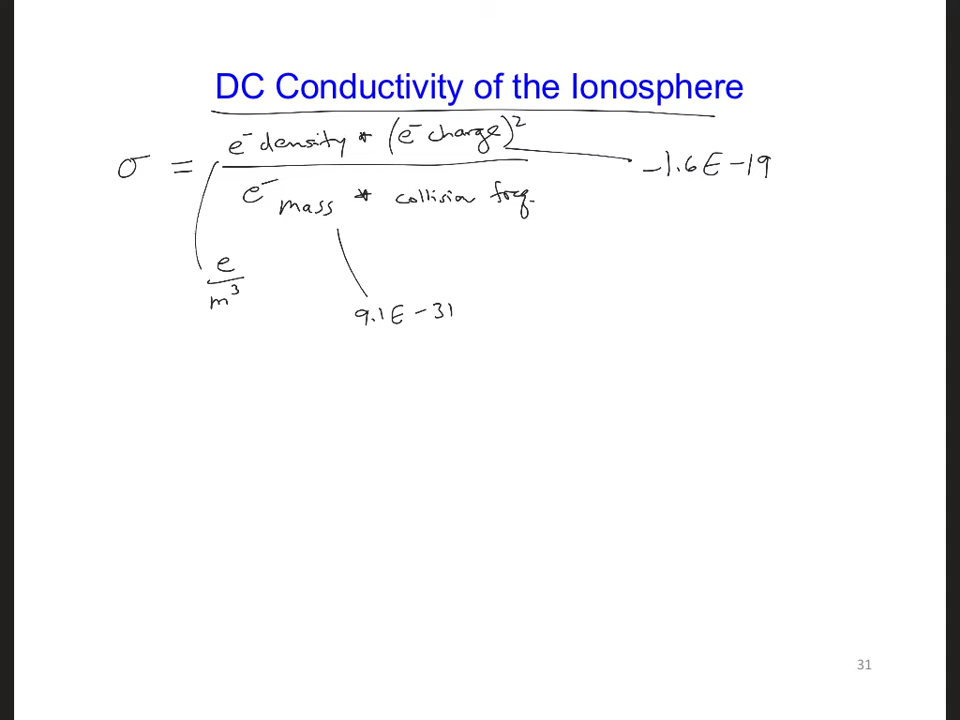 DC Conductivity of the Ionosphere
σ = e⁻ density * (e⁻ charge)²
-1.6E-19
e⁻ mass * collision freq.
e
m³
9.1E-31
31